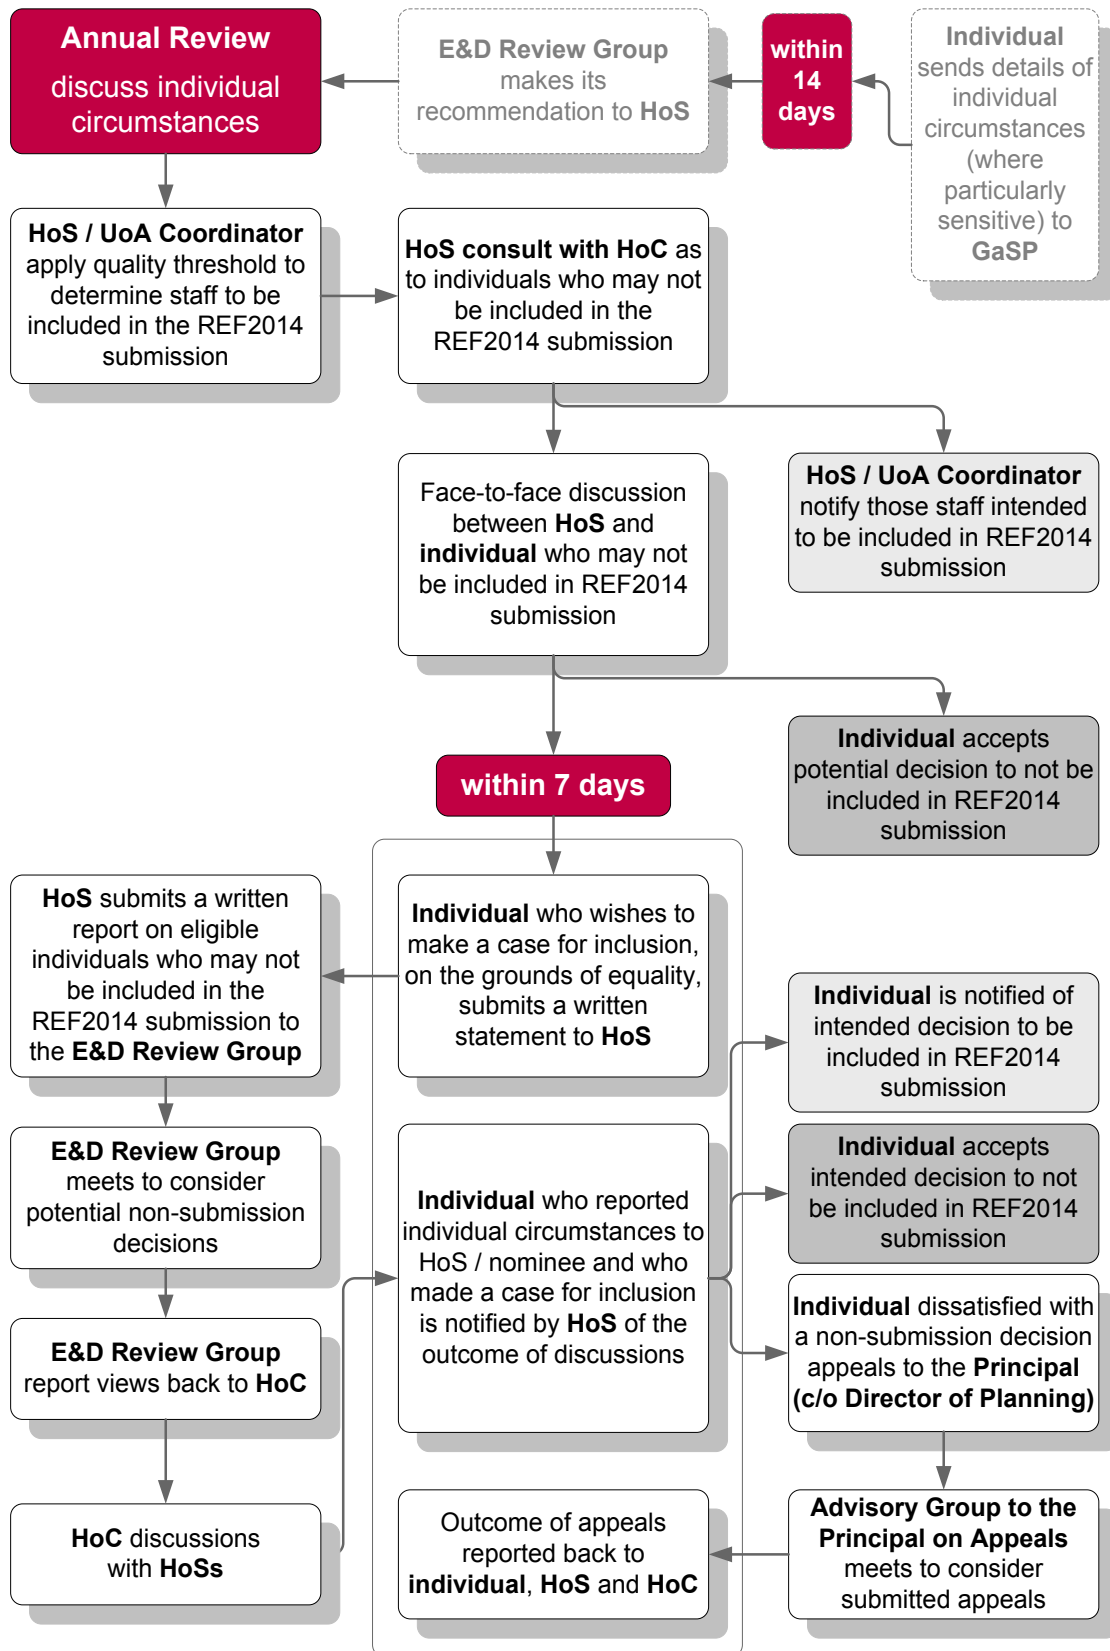 Annual Review
discuss individual
circumstances
E&D Review Group
makes its
recommendation to HoS
within
14
days
Individual
sends details of
individual
circumstances
(where
particularly
sensitive) to
GaSP
HoS / UoA Coordinator
apply quality threshold to
determine staff to be
included in the REF2014
submission
HoS consult with HoC as
to individuals who may not
be included in the
REF2014 submission
Face-to-face discussion
between HoS and
individual who may not
be included in REF2014
submission
HoS / UoA Coordinator
notify those staff intended
to be included in REF2014
submission
Individual accepts
potential decision to not be
included in REF2014
submission
within 7 days
HoS submits a
written
report on eligible
individuals who may not
be included in the
REF2014 submission to
the E&D Review Group
Individual who wishes to
make a case for inclusion,
on the grounds of equality,
submits a written
statement to HoS
Individual is notified of
intended decision to be
included in REF2014
submission
E&D Review Group
meets to consider
potential non-submission
decisions
Individual who reported
individual circumstances to
HoS / nominee and who
made a case for inclusion
is notified by HoS of the
outcome of discussions
Individual accepts
intended decision to not
be included in REF2014
submission
E&D Review Group
report views back to HoC
Individual dissatisfied with
a non-submission decision
appeals to the Principal
(c/o Director of Planning)
HoC discussions
with HoSs
Outcome of appeals
reported back to
individual, HoS and HoC
Advisory Group to the
Principal on Appeals
meets to consider
submitted appeals